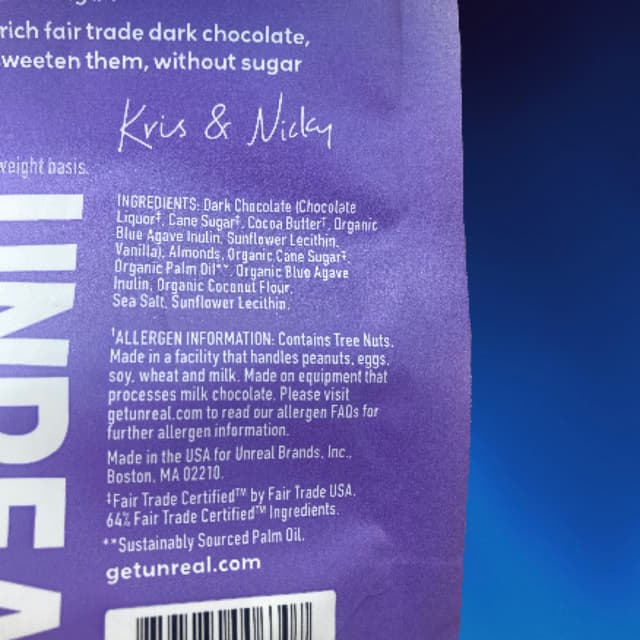 rich fair trade dark chocolate,
sweeten them, without sugar
Kris & Nicky
weight basis.
INGREDIENTS: Dark Chocolate (Chocolate
Liquor‡, Cane Sugar‡, Cocoa Butter‡, Organic
Blue Agave Inulin, Sunflower Lecithin,
Vanilla), Almonds, Organic Cane Sugar‡,
Organic Palm Oil**, Organic Blue Agave
Inulin, Organic Coconut Flour,
Sea Salt, Sunflower Lecithin.
¹ALLERGEN INFORMATION: Contains Tree Nuts.
Made in a facility that handles peanuts, eggs,
soy, wheat and milk. Made on equipment that
processes milk chocolate. Please visit
getunreal.com to read our allergen FAQs for
further allergen information.
Made in the USA for Unreal Brands, Inc.,
Boston, MA 02210.
‡Fair Trade Certified™ by Fair Trade USA.
64% Fair Trade Certified™ Ingredients.
**Sustainably Sourced Palm Oil.
getunreal.com
UNREA